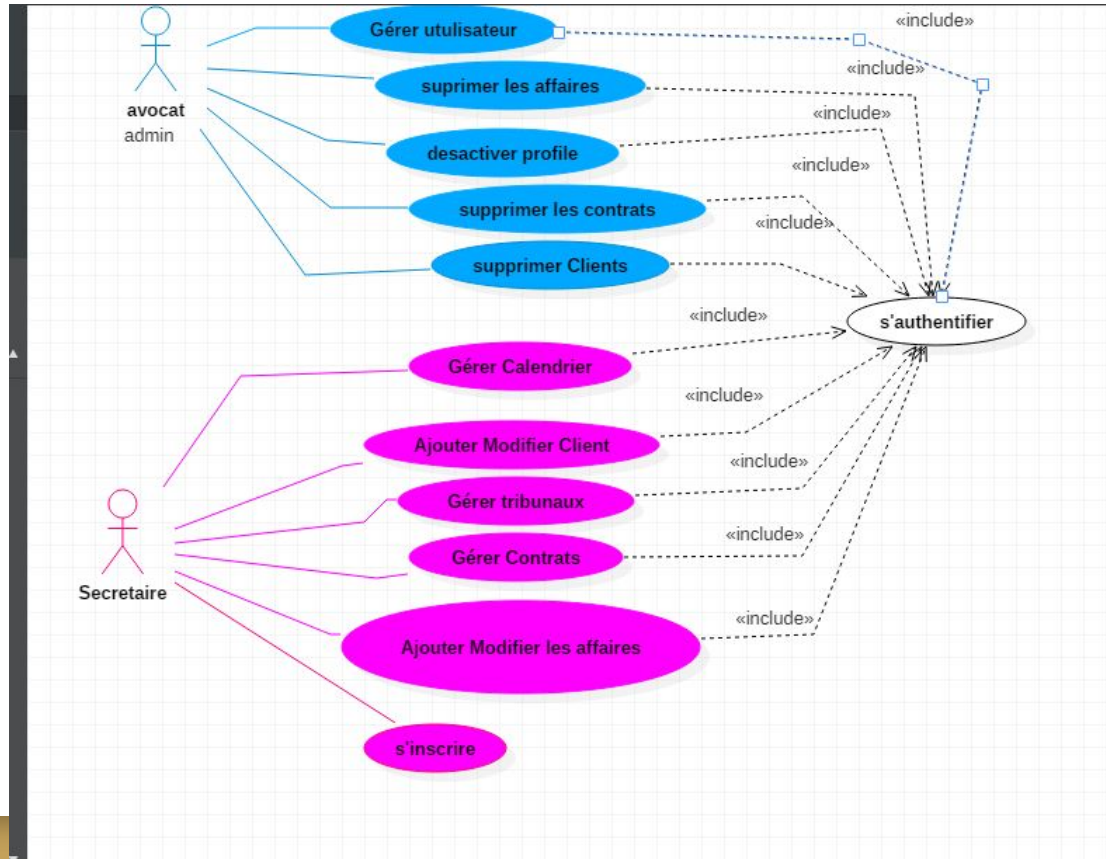 «include»
Gérer utulisateur
«include»
suprimer les affaires
avocat
admin
«include»
desactiver profile
«include»
supprimer les contrats
«include»
supprimer Clients
«include»
s'authentifier
Gérer Calendrier
«include»
Ajouter Modifier Client
«include»
Gérer tribunaux
«include»
Gérer Contrats
Secretaire
«include»
Ajouter Modifier les affaires
s'inscrire